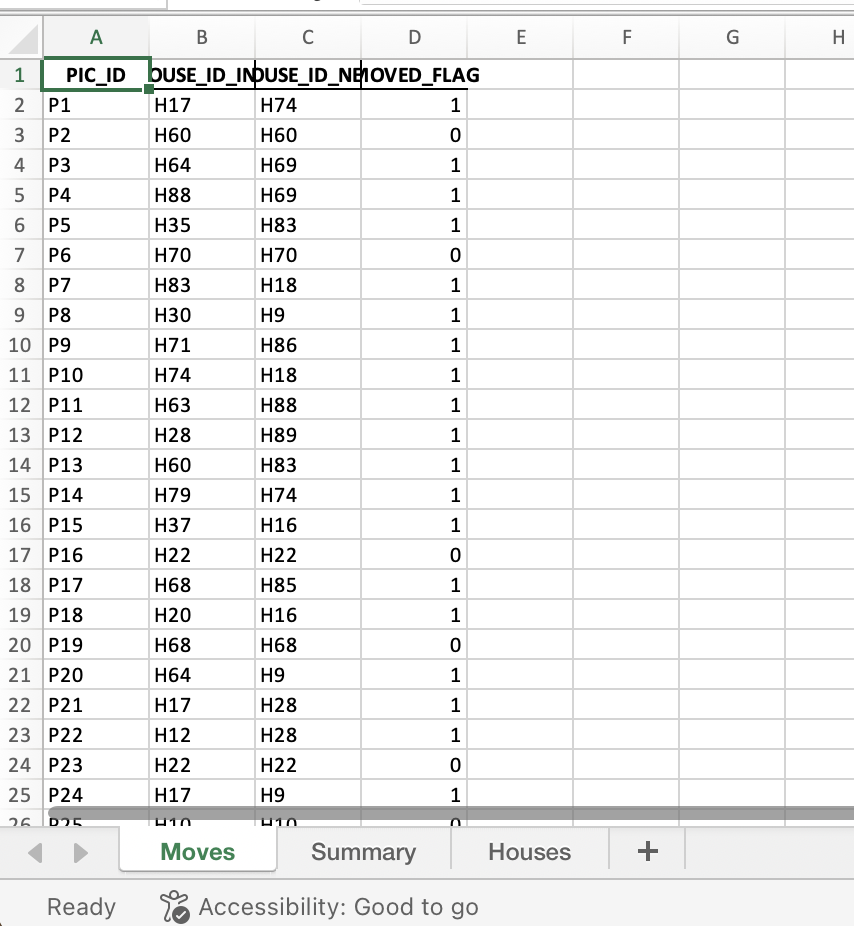 A B C D E F G H
1 PIC_ID OUSE_ID_IN OUSE_ID_NE MOVED_FLAG
2 P1 H17 H74 1
3 P2 H60 H60 0
4 P3 H64 H69 1
5 P4 H88 H69 1
6 P5 H35 H83 1
7 P6 H70 H70 0
8 P7 H83 H18 1
9 P8 H30 H9 1
10 P9 H71 H86 1
11 P10 H74 H18 1
12 P11 H63 H88 1
13 P12 H28 H89 1
14 P13 H60 H83 1
15 P14 H79 H74 1
16 P15 H37 H16 1
17 P16 H22 H22 0
18 P17 H68 H85 1
19 P18 H20 H16 1
20 P19 H68 H68 0
21 P20 H64 H9 1
22 P21 H17 H28 1
23 P22 H12 H28 1
24 P23 H22 H22 0
25 P24 H17 H9 1
26 P25 H10 H10 0
Moves Summary Houses +
Ready Accessibility: Good to go